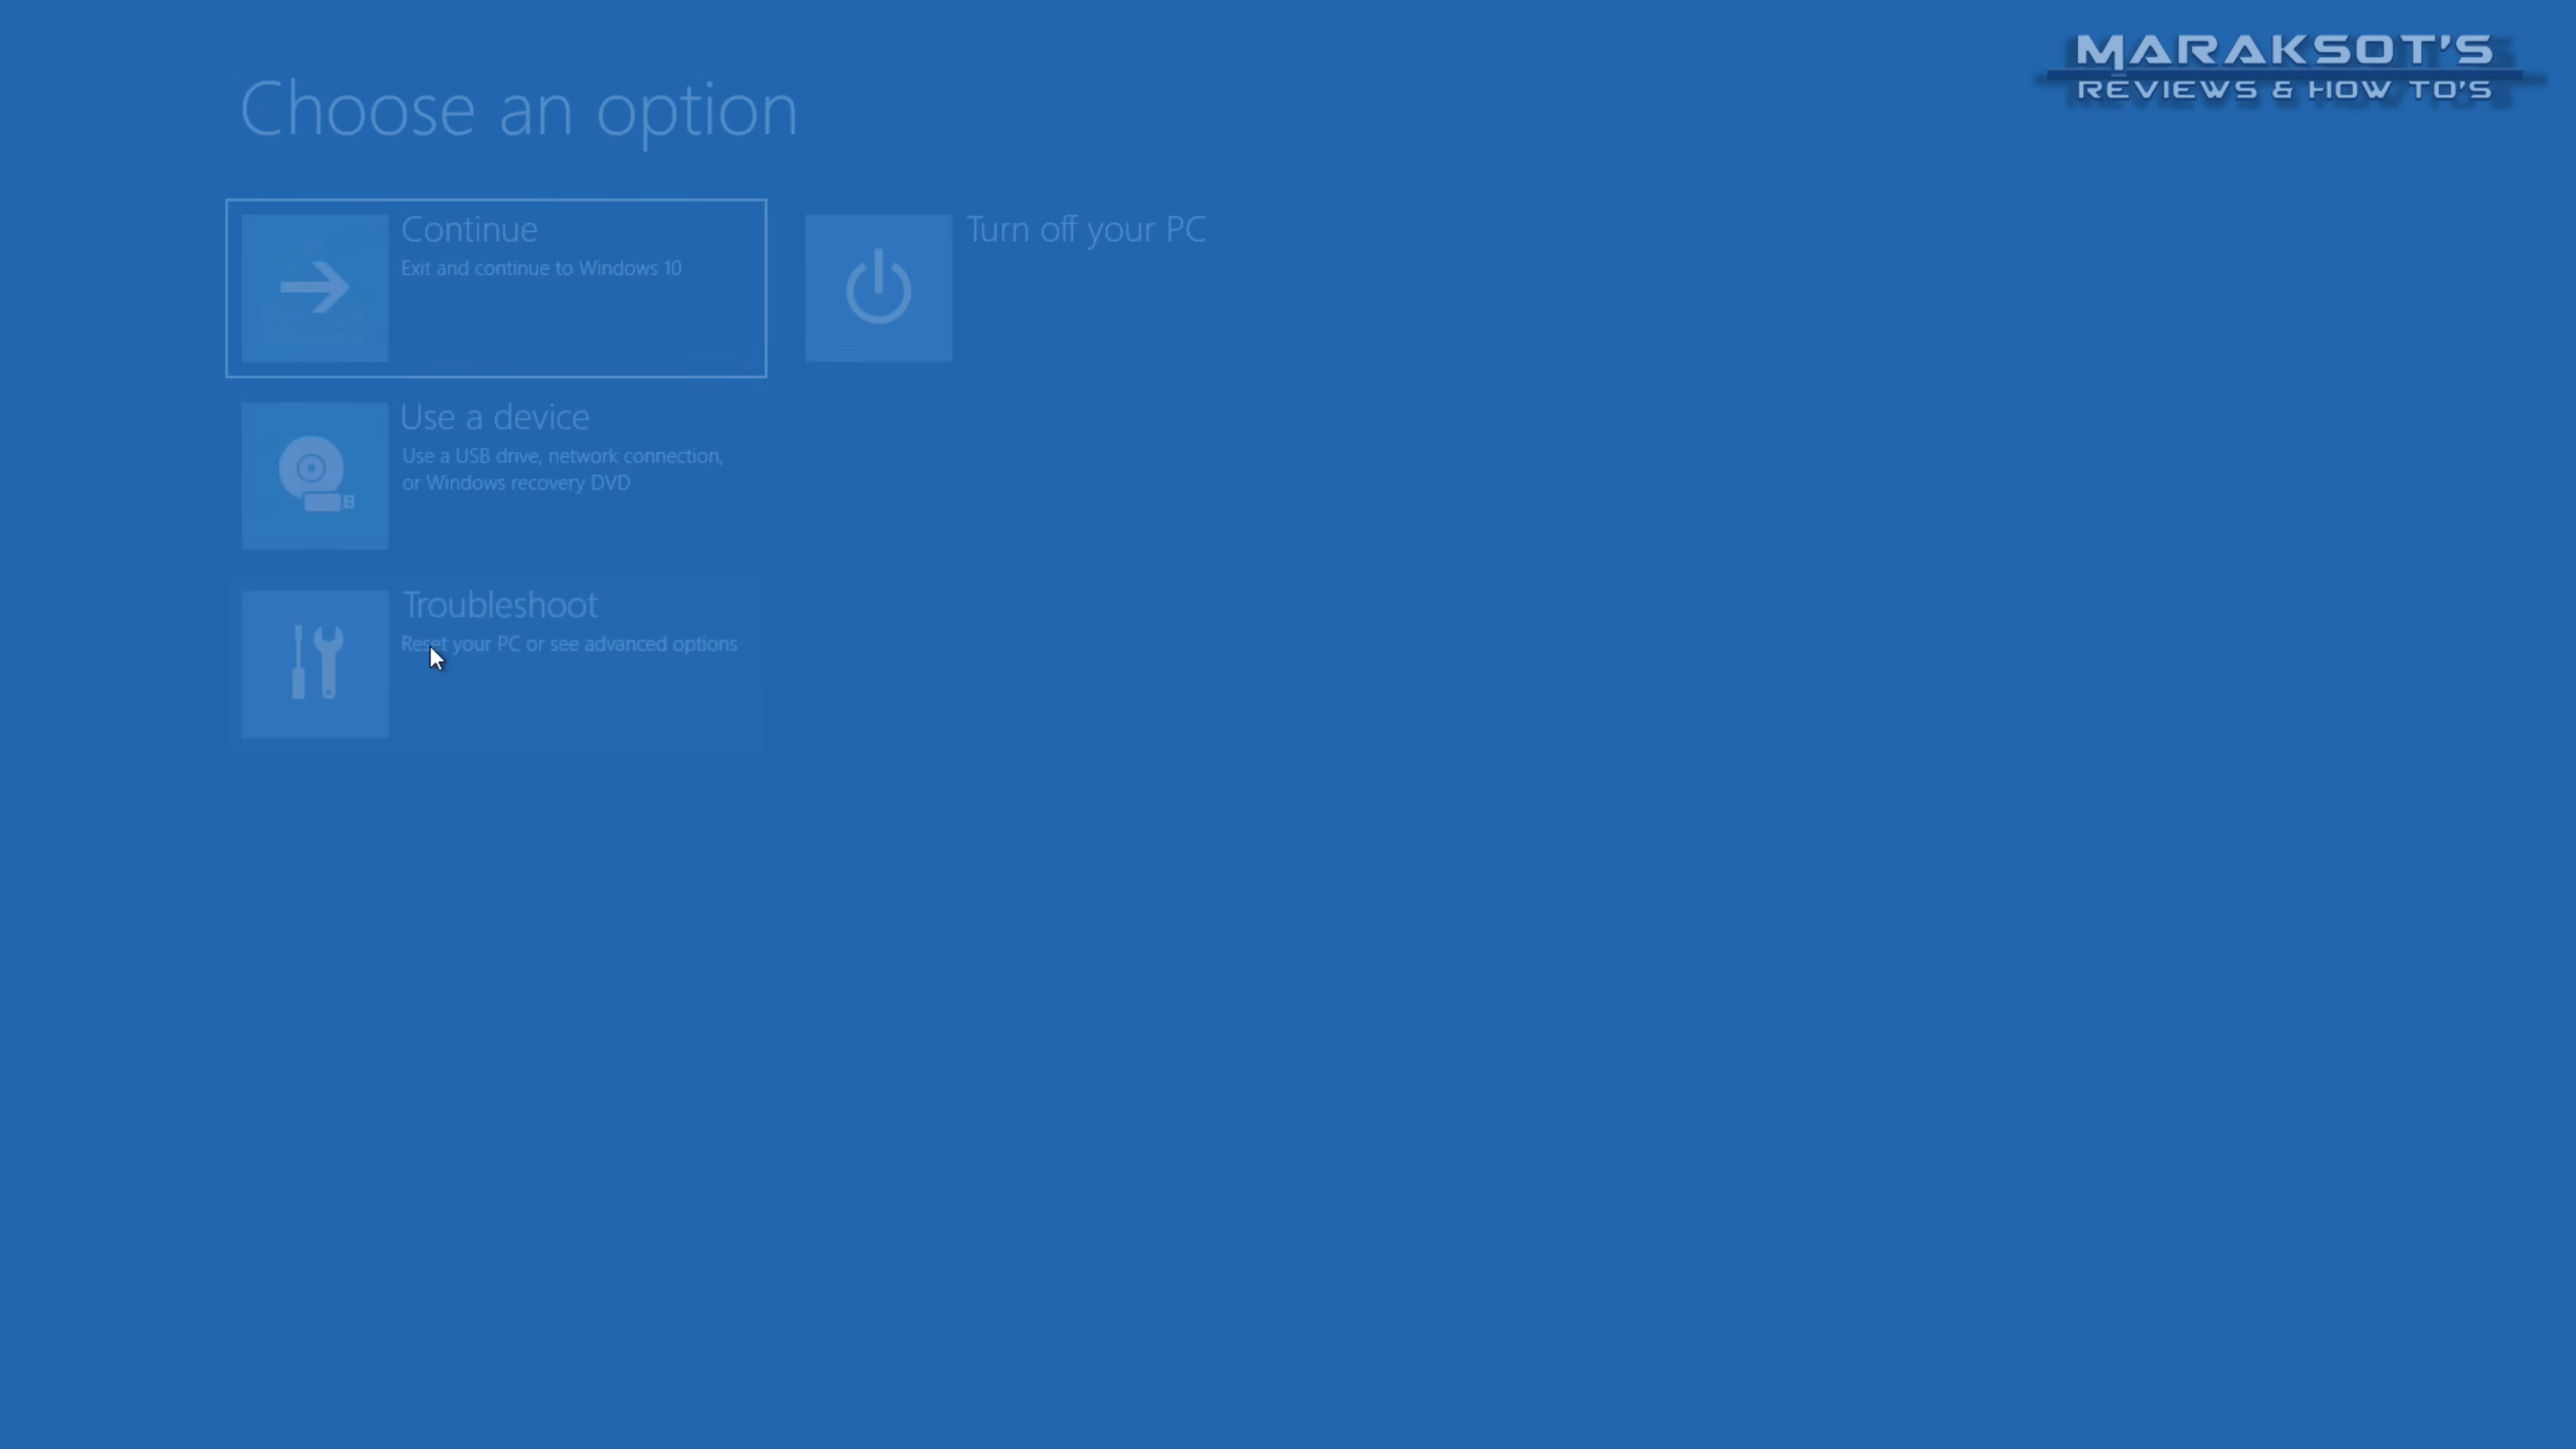 MARAKSOT'S
REVIEWS & HOW TO'S
Choose an option
Continue
Exit and continue to Windows 10
Turn off your PC
Use a device
Use a USB drive, network connection,
or Windows recovery DVD
Troubleshoot
Reset your PC or see advanced options